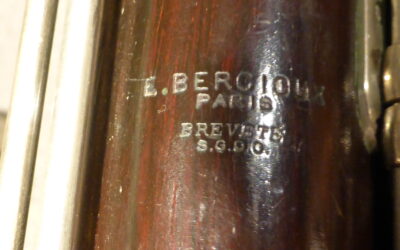 E. BERCIOUX
PARIS
BREVETE
S.G.D.G.